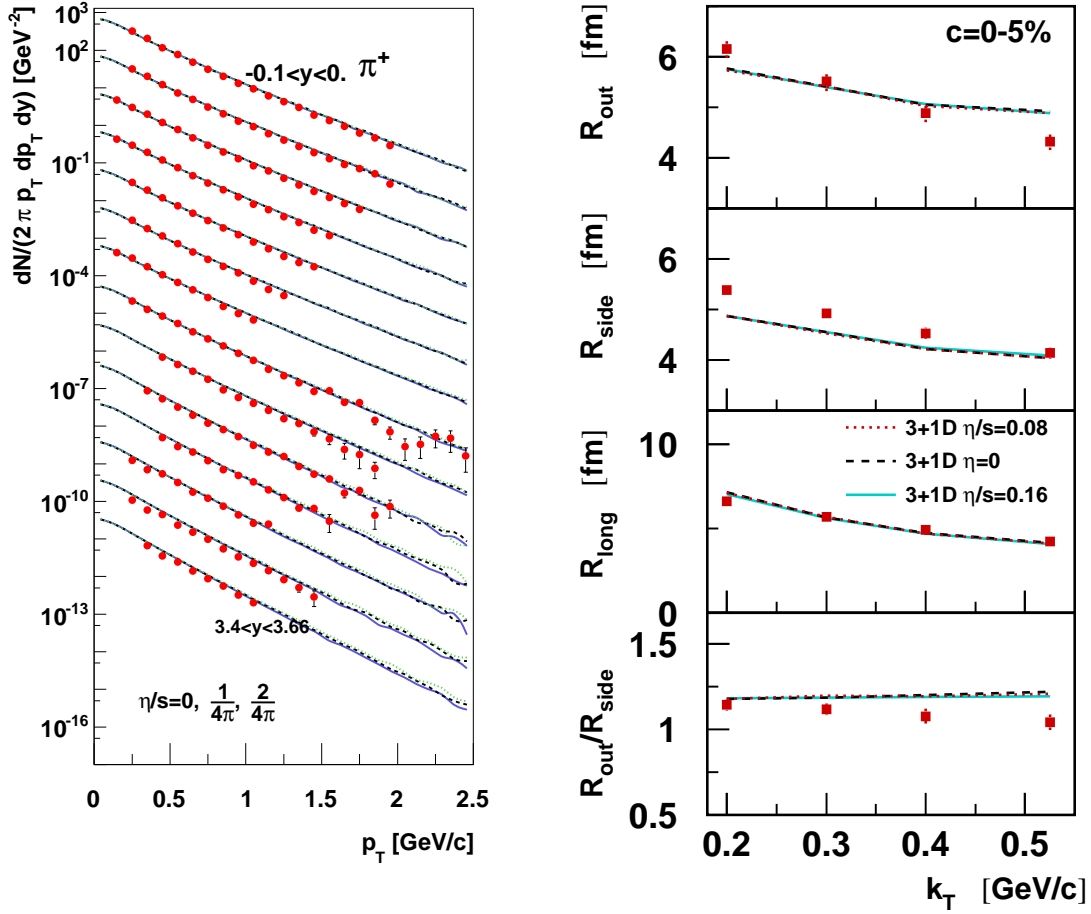 dN/(2 π p_T dp_T dy) [GeV^-2]
10^3
10^2
10^-1
10^-4
10^-7
10^-10
10^-13
10^-16
-0.1<y<0. π^+
3.4<y<3.66
η/s=0, 1/4π, 2/4π
0 0.5 1 1.5 2 2.5
p_T [GeV/c]
c=0-5%
R_out [fm]
6
4
R_side [fm]
6
4
R_long [fm]
10
0
3+1D η/s=0.08
3+1D η=0
3+1D η/s=0.16
R_out/R_side
1.5
1
0.5
0.2 0.3 0.4 0.5
k_T [GeV/c]